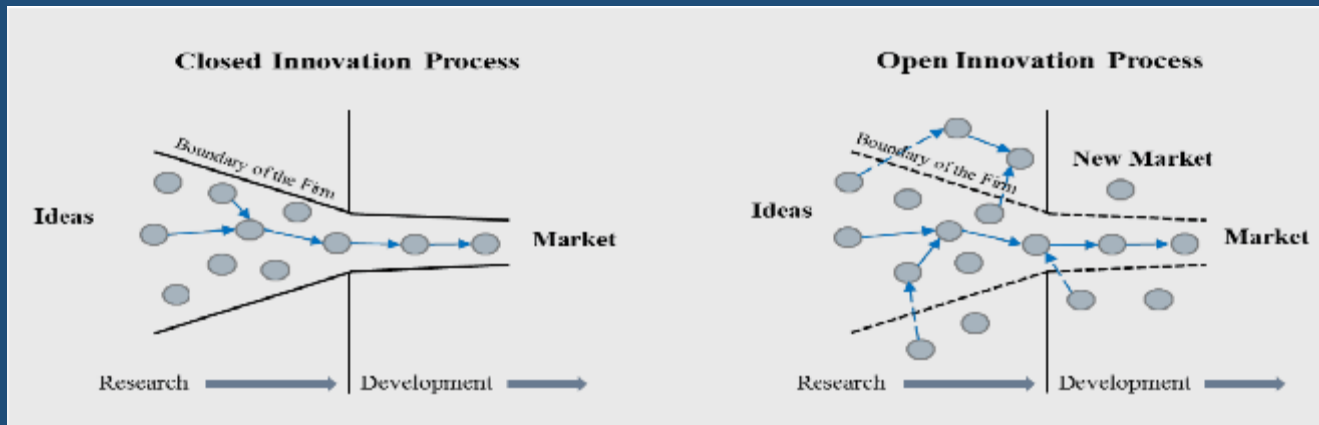 Closed Innovation Process
Boundary of the Firm
Ideas
Market
Research
Development
Open Innovation Process
Boundary of the Firm
New Market
Ideas
Market
Research
Development